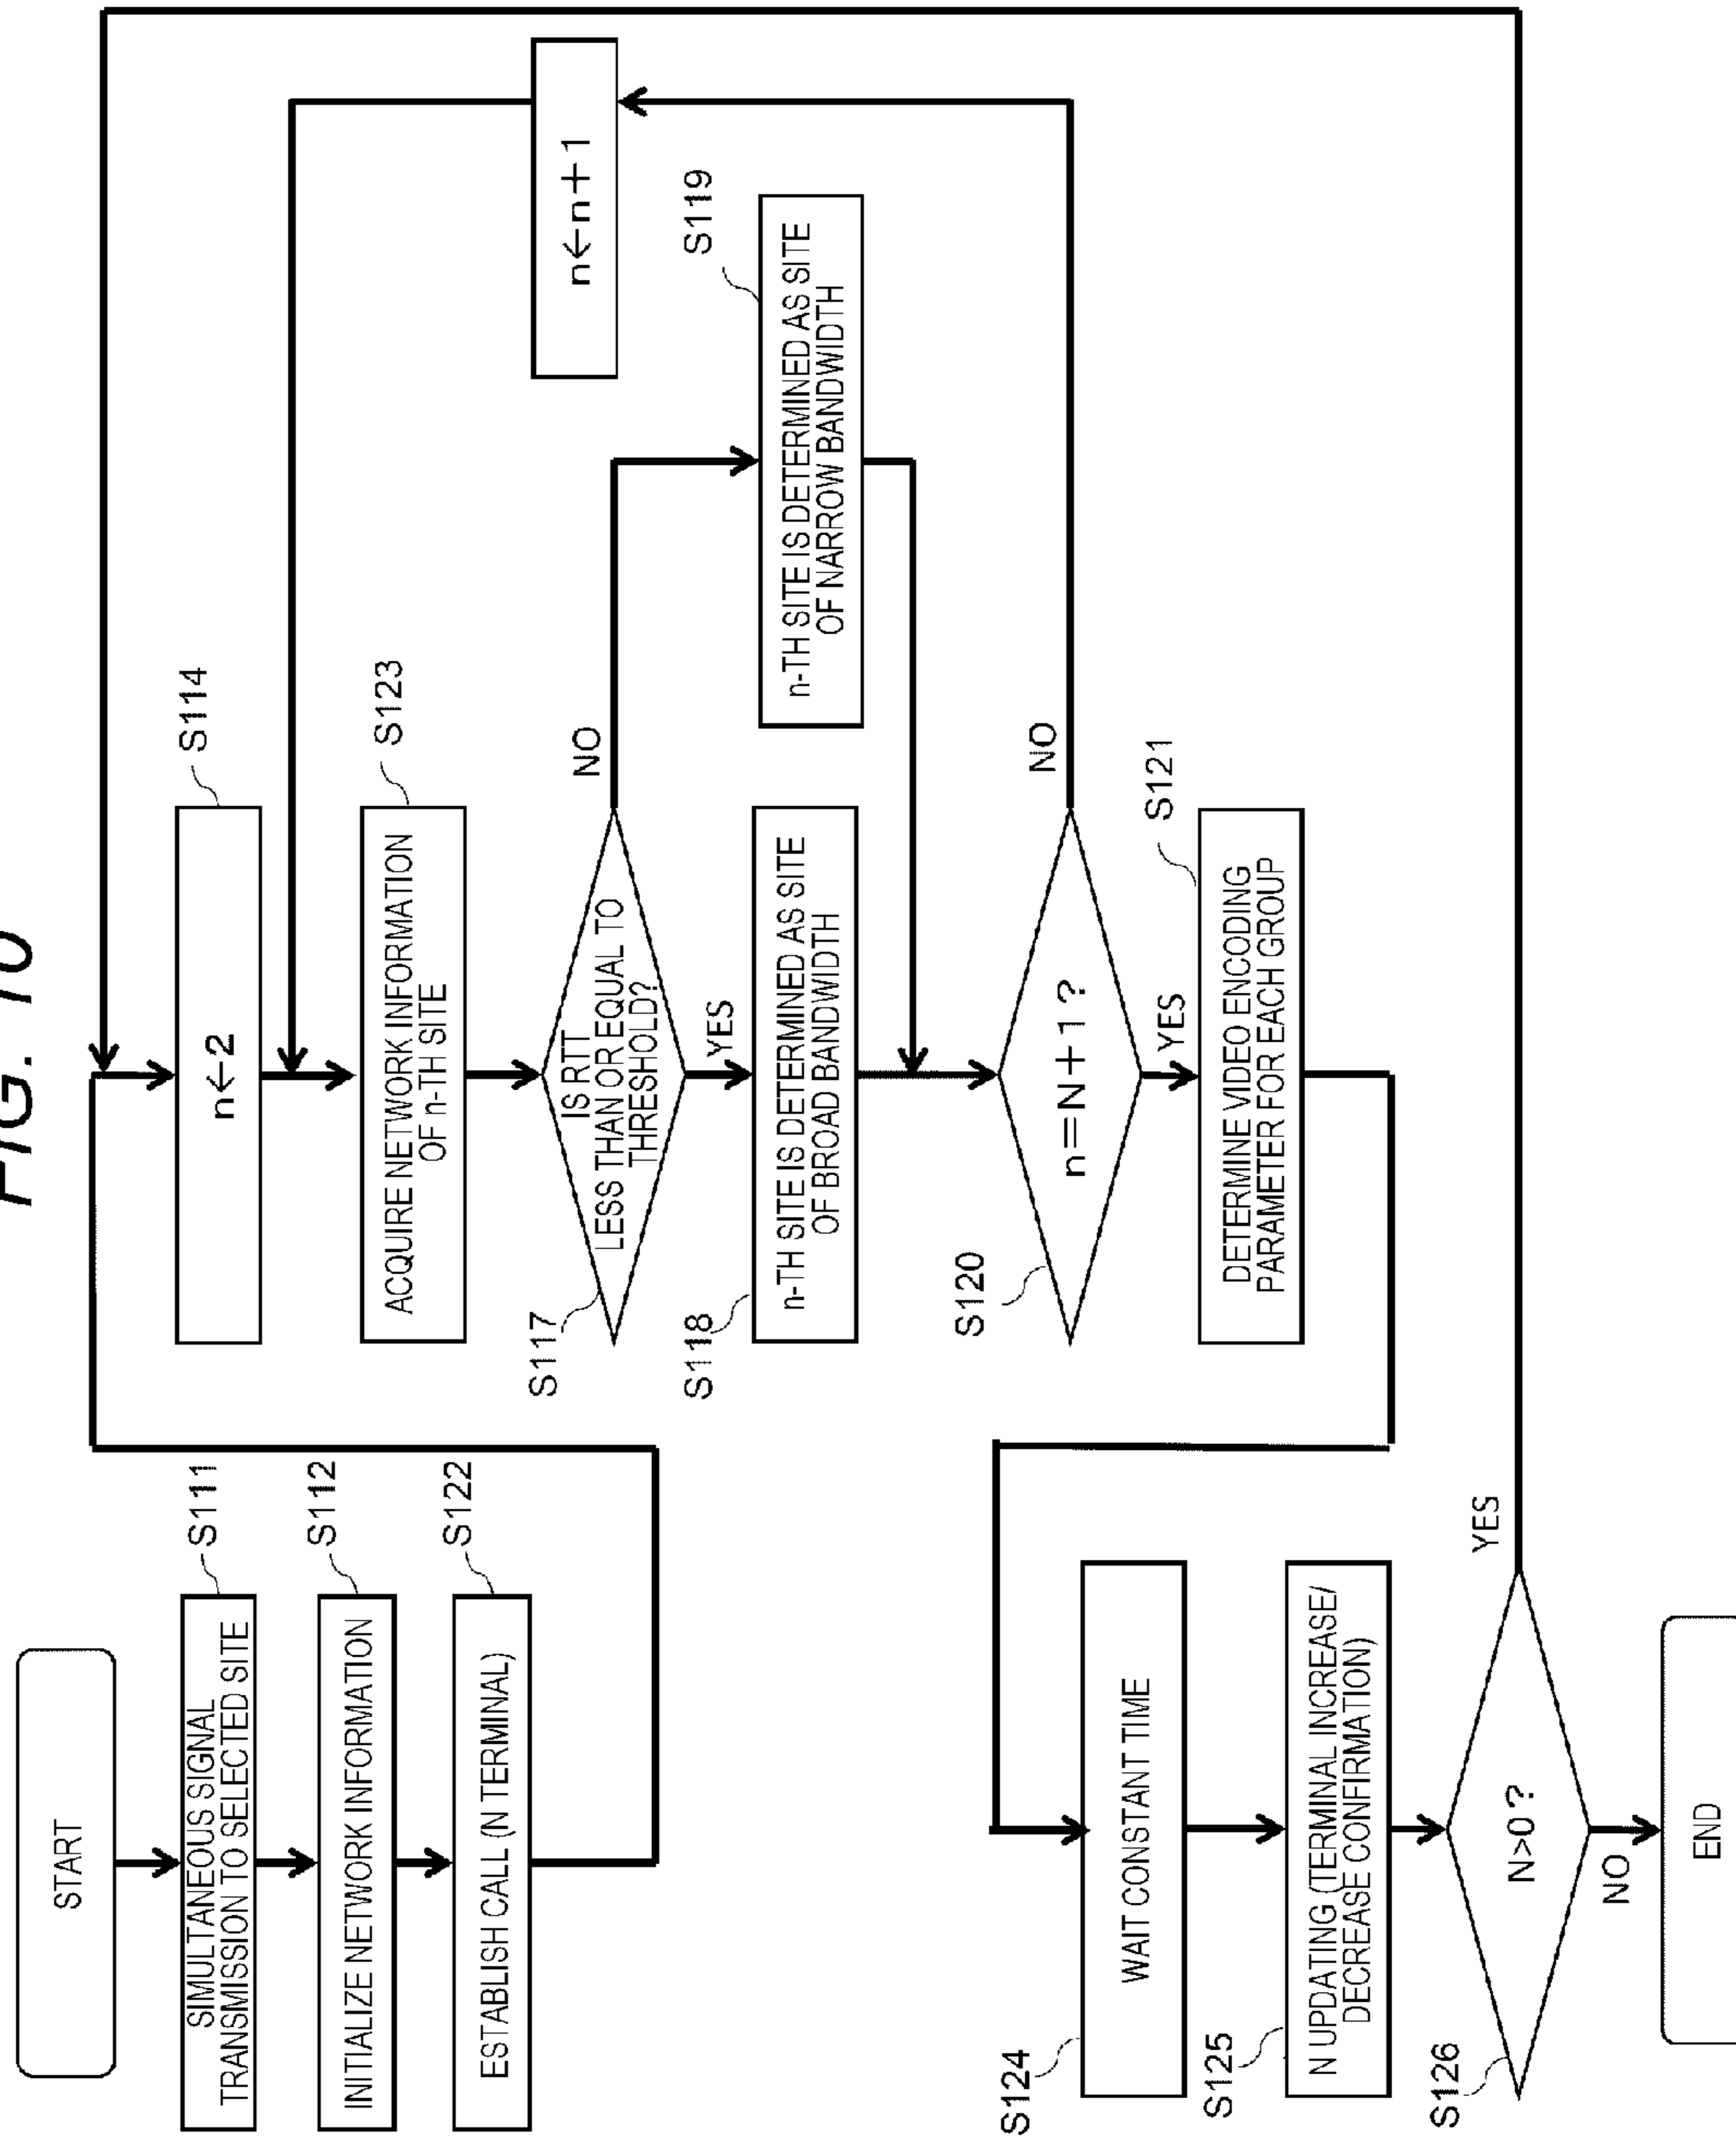 FIG. 10
START
SIMULTANEOUS SIGNAL
TRANSMISSION TO SELECTED SITE
S111
INITIALIZE NETWORK INFORMATION
S112
ESTABLISH CALL (N TERMINAL)
S122
n←2
S114
ACQUIRE NETWORK INFORMATION
OF n-TH SITE
S123
IS RTT
LESS THAN OR EQUAL TO
THRESHOLD?
S117
NO
YES
n-TH SITE IS DETERMINED AS SITE
OF BROAD BANDWIDTH
S118
n-TH SITE IS DETERMINED AS SITE
OF NARROW BANDWIDTH
S119
n=N+1?
S120
NO
n←n+1
YES
DETERMINE VIDEO ENCODING
PARAMETER FOR EACH GROUP
S121
WAIT CONSTANT TIME
S124
N UPDATING (TERMINAL INCREASE/
DECREASE CONFIRMATION)
S125
N>0?
S126
YES
NO
END